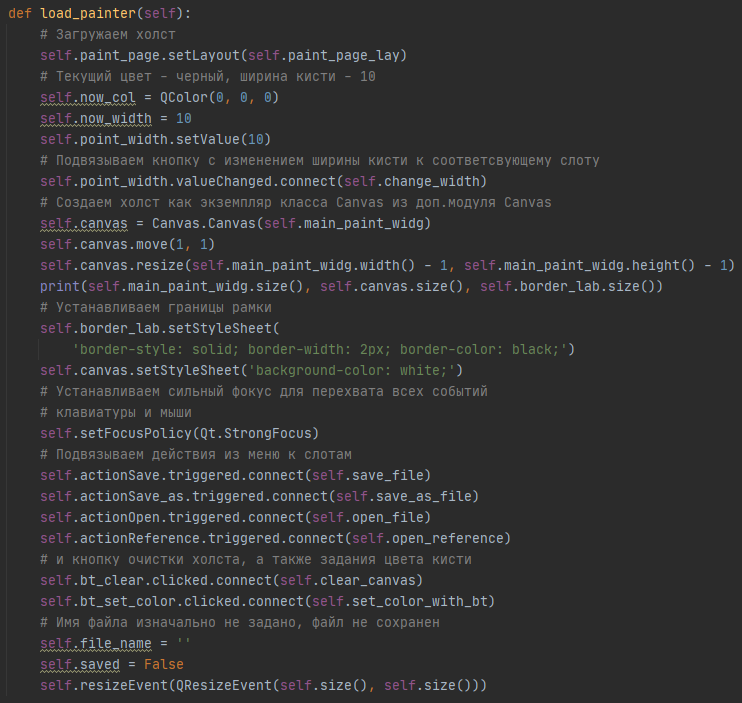 def load_painter(self):
# Загружаем холст
self.paint_page.setLayout(self.paint_page_lay)
# Текущий цвет - черный, ширина кисти - 10
self.now_col = QColor(0, 0, 0)
self.now_width = 10
self.point_width.setValue(10)
# Подвязываем кнопку с изменением ширины кисти к соответсвующему слоту
self.point_width.valueChanged.connect(self.change_width)
# Создаем холст как экземпляр класса Canvas из доп.модуля Canvas
self.canvas = Canvas.Canvas(self.main_paint_widg)
self.canvas.move(1, 1)
self.canvas.resize(self.main_paint_widg.width() - 1, self.main_paint_widg.height() - 1)
print(self.main_paint_widg.size(), self.canvas.size(), self.border_lab.size())
# Устанавливаем границы рамки
self.border_lab.setStyleSheet(
'border-style: solid; border-width: 2px; border-color: black;')
self.canvas.setStyleSheet('background-color: white;')
# Устанавливаем сильный фокус для перехвата всех событий
# клавиатуры и мыши
self.setFocusPolicy(Qt.StrongFocus)
# Подвязываем действия из меню к слотам
self.actionSave.triggered.connect(self.save_file)
self.actionSave_as.triggered.connect(self.save_as_file)
self.actionOpen.triggered.connect(self.open_file)
self.actionReference.triggered.connect(self.open_reference)
# и кнопку очистки холста, а также задания цвета кисти
self.bt_clear.clicked.connect(self.clear_canvas)
self.bt_set_color.clicked.connect(self.set_color_with_bt)
# Имя файла изначально не задано, файл не сохранен
self.file_name = ''
self.saved = False
self.resizeEvent(QResizeEvent(self.size(), self.size()))